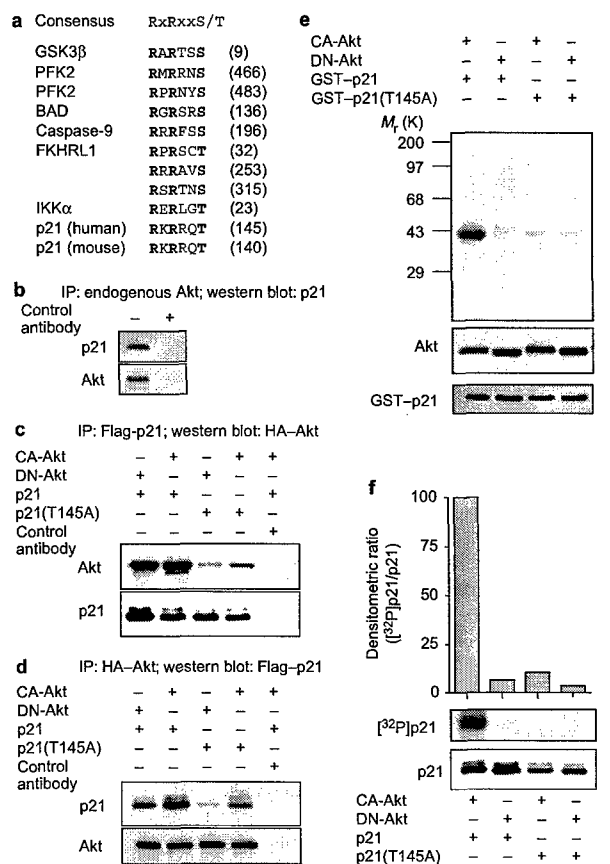 a Consensus RxRxxS/T
GSK3β RARTSS (9)
PFK2 RMRRNS (466)
PFK2 RPRNYS (483)
BAD RGRSRS (136)
Caspase-9 RRRFSS (196)
FKHRL1 RPRSCT (32)
RRRAVS (253)
RSRTNS (315)
IKKα RERLGT (23)
p21 (human) RKRRQT (145)
p21 (mouse) RKRRQT (140)
b IP: endogenous Akt; western blot: p21
Control antibody – +
p21
Akt
c IP: Flag-p21; western blot: HA–Akt
CA-Akt – + – + +
DN-Akt + – + – –
p21 + + – – +
p21(T145A) – – + + –
Control antibody – – – – +
Akt
p21
d IP: HA–Akt; western blot: Flag–p21
CA-Akt – + – + +
DN-Akt + – + – –
p21 + + – – +
p21(T145A) – – + + –
Control antibody – – – – +
p21
Akt
e
CA-Akt + – + –
DN-Akt – + – +
GST–p21 + + – –
GST–p21(T145A) – – + +
Mr (K)
200
97
68
43
29
Akt
GST–p21
f
100
75
50
25
0
Densitometric ratio
([32P]p21/p21)
[32P]p21
p21
CA-Akt + – + –
DN-Akt – + – +
p21 + + – –
p21(T145A) – – + +